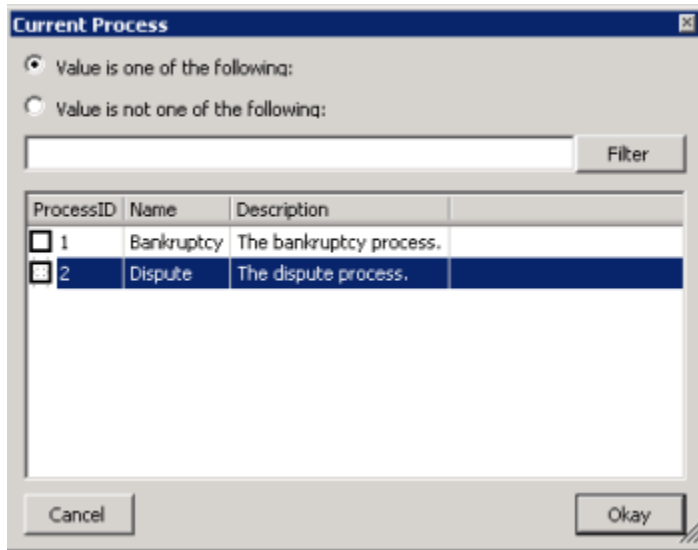 Current Process
Value is one of the following:
Value is not one of the following:
Filter
ProcessID Name Description
1 Bankruptcy The bankruptcy process.
2 Dispute The dispute process.
Cancel Okay